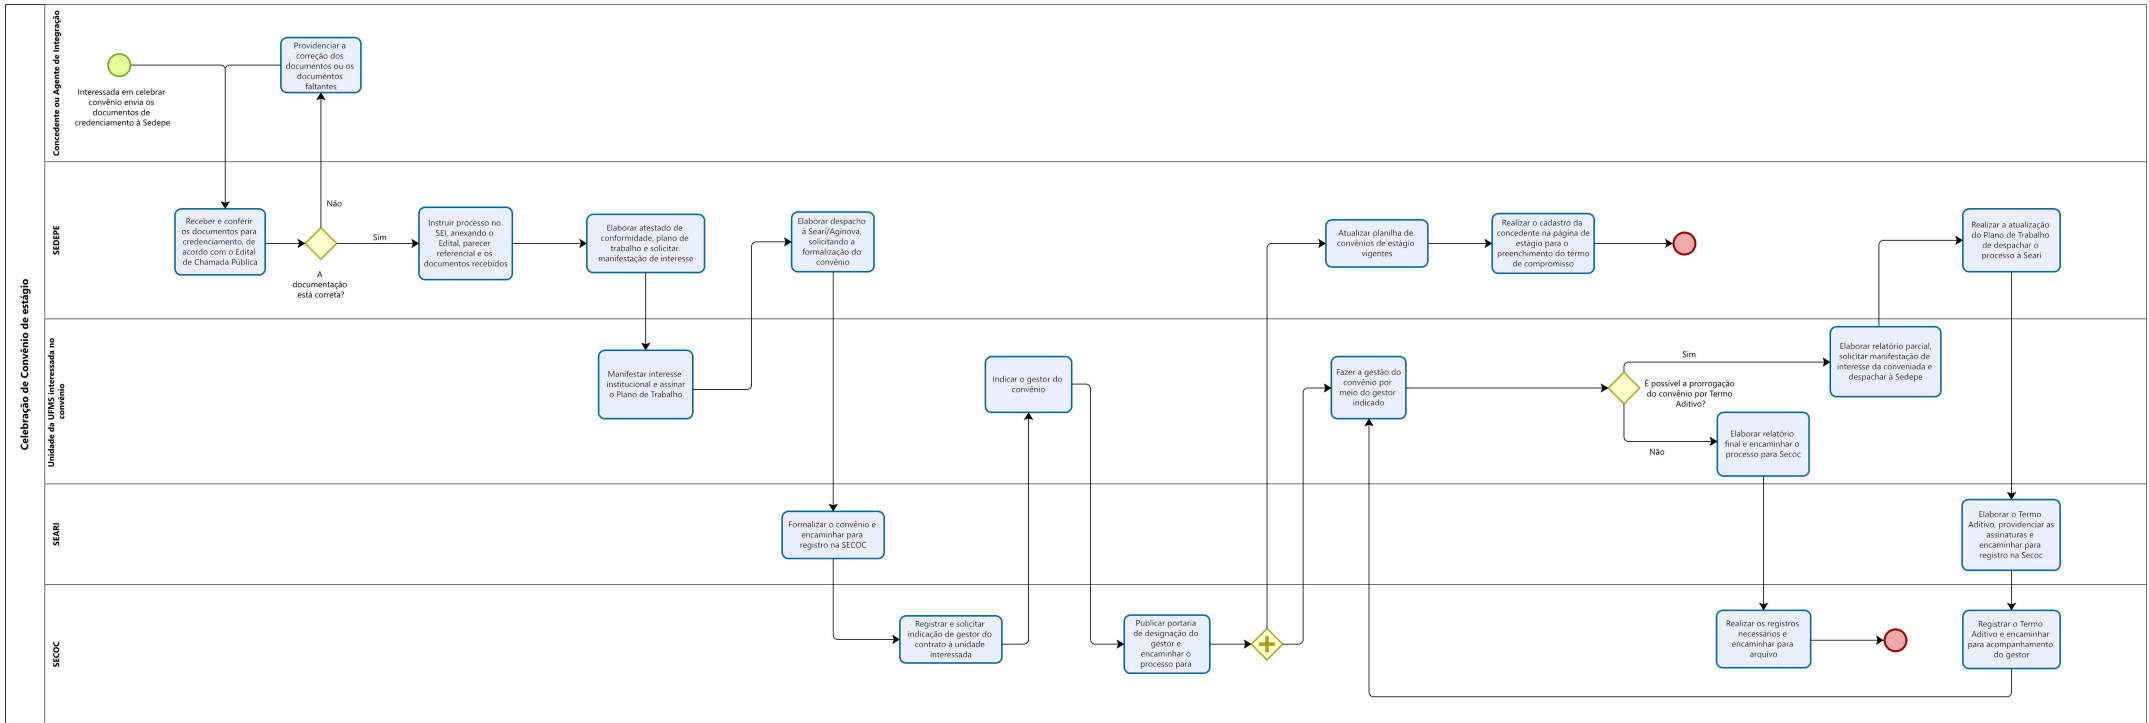 Celebração de Convênio de estágio
Concedente ou Agente de Integração
Interessada em celebrar
convênio envia os
documentos de
credenciamento à Sedepe
Providenciar a
correção dos
documentos ou os
documentos
faltantes
SEDEPE
Receber e conferir
os documentos para
credenciamento, de
acordo com o Edital
de Chamada Pública
Não
Sim
A
documentação
está correta?
Instruir processo no
SEI, anexando o
Edital, parecer
referencial e os
documentos recebidos
Elaborar atestado de
conformidade, plano de
trabalho e solicitar
manifestação de interesse
Elaborar despacho
à Seari/Aginova,
solicitando a
formalização do
convênio
Atualizar planilha de
convênios de estágio
vigentes
Realizar o cadastro da
concedente na página de
estágio para o
preenchimento do termo
de compromisso
Realizar a atualização
do Plano de Trabalho
de despachar o
processo à Seari
Unidade da UFMS interessada no
convênio
Manifestar interesse
institucional e assinar
o Plano de Trabalho
Indicar o gestor do
convênio
Fazer a gestão do
convênio por
meio do gestor
indicado
Sim
É possível a prorrogação
do convênio por Termo
Aditivo?
Não
Elaborar relatório parcial,
solicitar manifestação de
interesse da conveniada e
despachar à Sedepe
Elaborar relatório
final e encaminhar o
processo para Secoc
SEARI
Formalizar o convênio e
encaminhar para
registro na SECOC
Elaborar o Termo
Aditivo, providenciar as
assinaturas e
encaminhar para
registro na Secoc
SECOC
Registrar e solicitar
indicação de gestor do
contrato à unidade
interessada
Publicar portaria
de designação do
gestor e
encaminhar o
processo para
Realizar os registros
necessários e
encaminhar para
arquivo
Registrar o Termo
Aditivo e encaminhar
para acompanhamento
do gestor